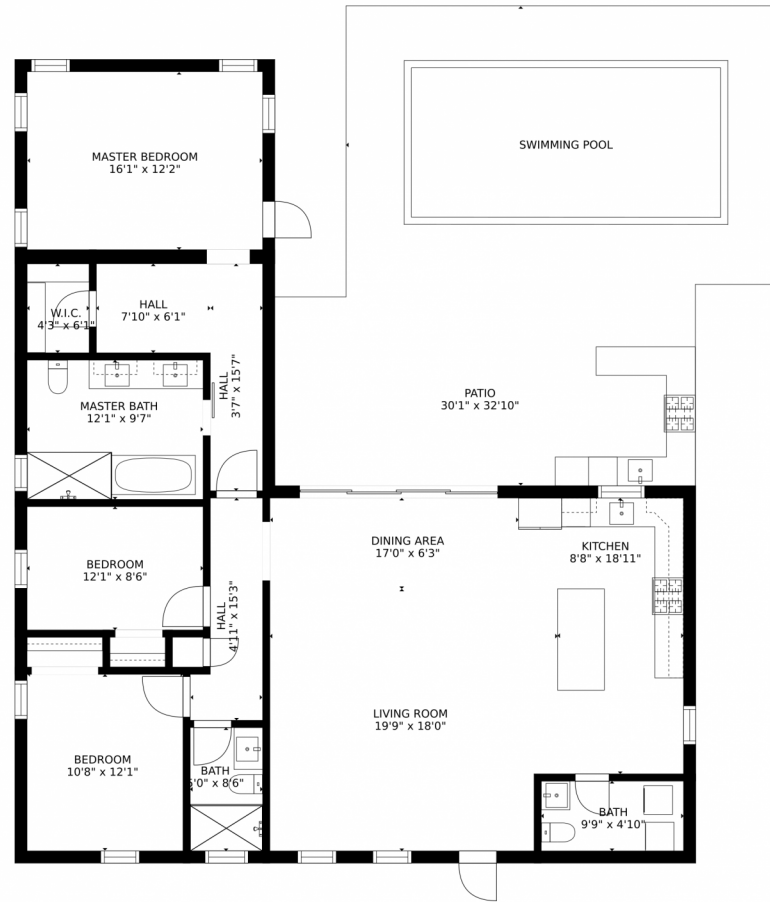 MASTER BEDROOM
16'1" x 12'2"
SWIMMING POOL
W.I.C.
4'3" x 6'1"
HALL
7'10" x 6'1"
HALL
3'7" x 15'7"
PATIO
30'1" x 32'10"
MASTER BATH
12'1" x 9'7"
DINING AREA
17'0" x 6'3"
KITCHEN
8'8" x 18'11"
BEDROOM
12'1" x 8'6"
HALL
4'11" x 15'3"
LIVING ROOM
19'9" x 18'0"
BEDROOM
10'8" x 12'1"
BATH
x 8'6"
BATH
9'9" x 4'10"